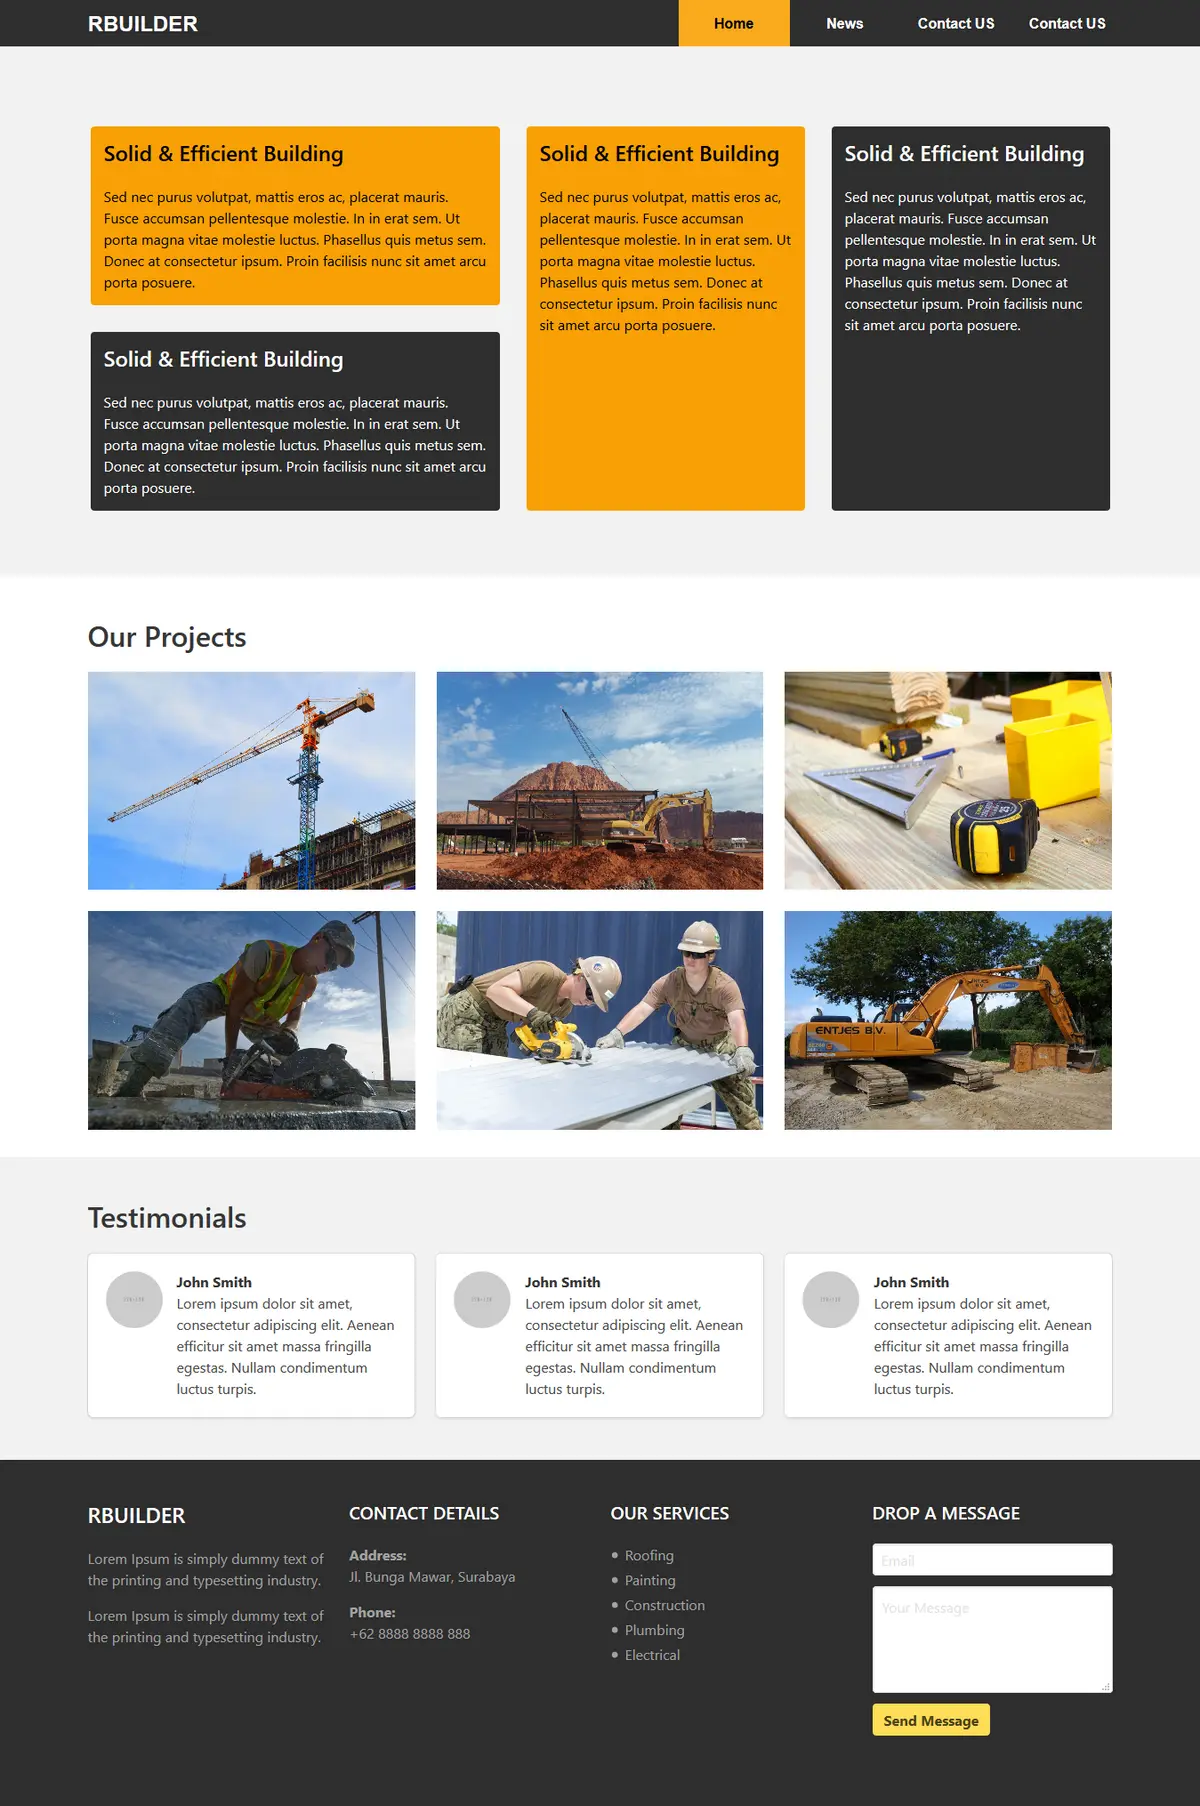 RBUILDER
Home
News
Contact US
Contact US
Solid & Efficient Building
Sed nec purus volutpat, mattis eros ac, placerat mauris.
Fusce accumsan pellentesque molestie. In in erat sem. Ut
porta magna vitae molestie luctus. Phasellus quis metus sem.
Donec at consectetur ipsum. Proin facilisis nunc sit amet arcu
porta posuere.
Solid & Efficient Building
Sed nec purus volutpat, mattis eros ac, placerat mauris.
Fusce accumsan pellentesque molestie. In in erat sem. Ut
porta magna vitae molestie luctus. Phasellus quis metus sem.
Donec at consectetur ipsum. Proin facilisis nunc sit amet arcu
porta posuere.
Solid & Efficient Building
Sed nec purus volutpat, mattis eros ac,
placerat mauris. Fusce accumsan
pellentesque molestie. In in erat sem. Ut
porta magna vitae molestie luctus.
Phasellus quis metus sem. Donec at
consectetur ipsum. Proin facilisis nunc
sit amet arcu porta posuere.
Solid & Efficient Building
Sed nec purus volutpat, mattis eros ac,
placerat mauris. Fusce accumsan
pellentesque molestie. In in erat sem. Ut
porta magna vitae molestie luctus.
Phasellus quis metus sem. Donec at
consectetur ipsum. Proin facilisis nunc
sit amet arcu porta posuere.
Our Projects
ENTJES B.V.
Testimonials
John Smith
Lorem ipsum dolor sit amet,
consectetur adipiscing elit. Aenean
efficitur sit amet massa fringilla
egestas. Nullam condimentum
luctus turpis.
John Smith
Lorem ipsum dolor sit amet,
consectetur adipiscing elit. Aenean
efficitur sit amet massa fringilla
egestas. Nullam condimentum
luctus turpis.
John Smith
Lorem ipsum dolor sit amet,
consectetur adipiscing elit. Aenean
efficitur sit amet massa fringilla
egestas. Nullam condimentum
luctus turpis.
RBUILDER
Lorem Ipsum is simply dummy text of
the printing and typesetting industry.
Lorem Ipsum is simply dummy text of
the printing and typesetting industry.
CONTACT DETAILS
Address:
Jl. Bunga Mawar, Surabaya
Phone:
+62 8888 8888 888
OUR SERVICES
Roofing
Painting
Construction
Plumbing
Electrical
DROP A MESSAGE
Email
Your Message
Send Message